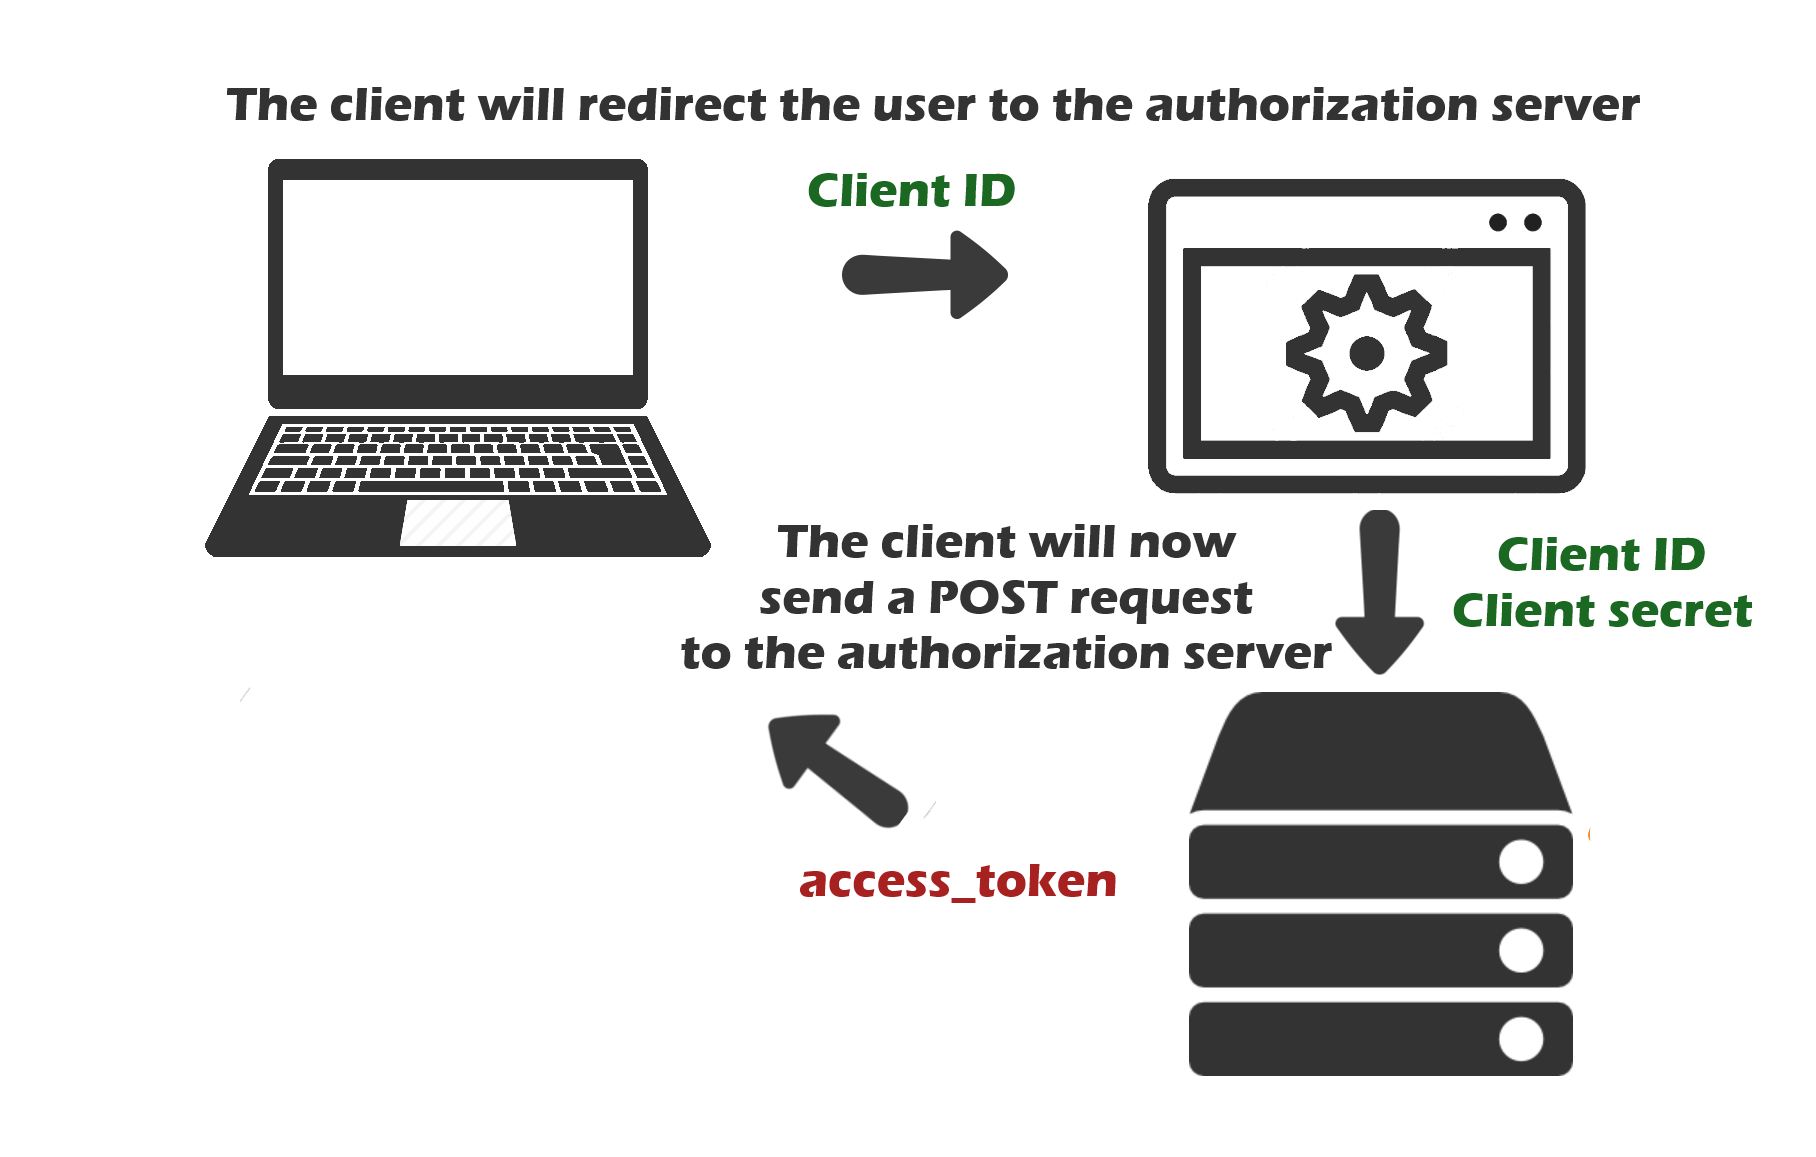 The client will redirect the user to the authorization server
Client ID
The client will now
send a POST request
to the authorization server
Client ID
Client secret
access_token